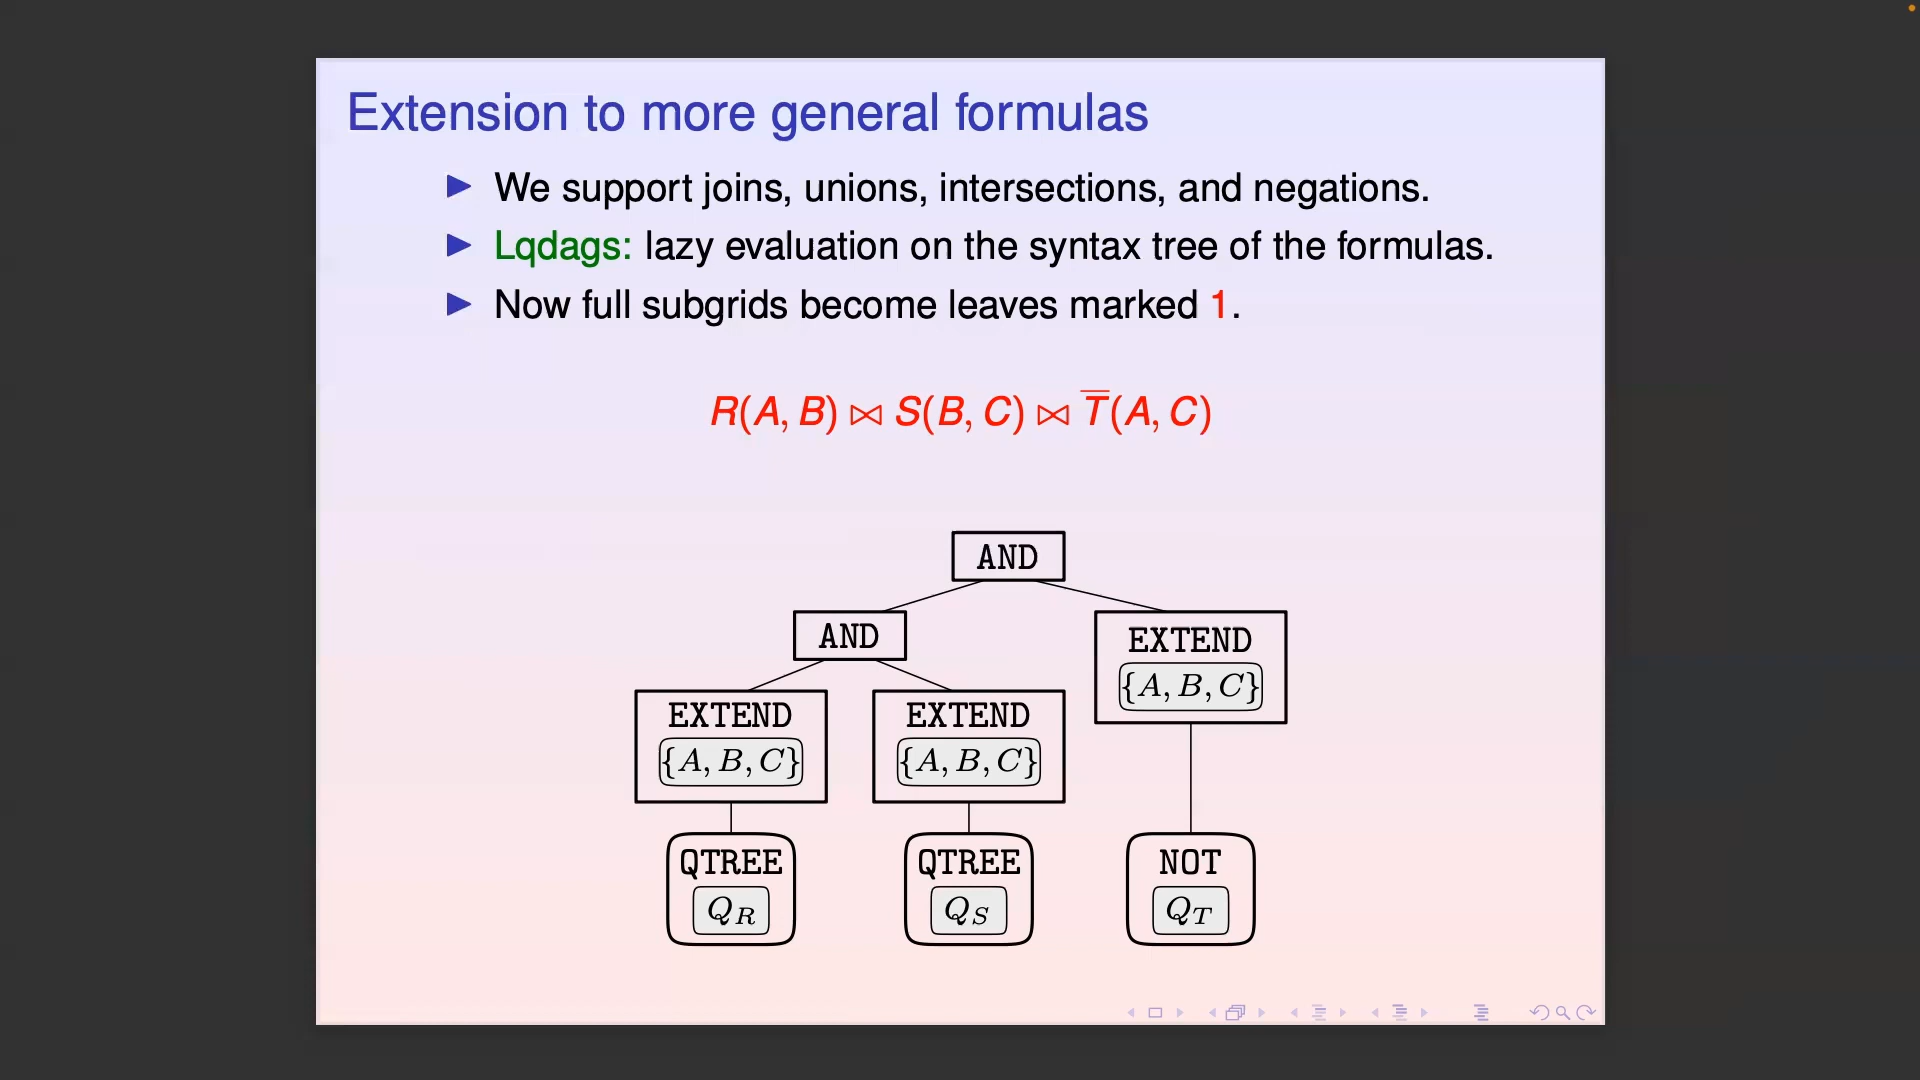 Extension to more general formulas
▶ We support joins, unions, intersections, and negations.
▶ Lqdags: lazy evaluation on the syntax tree of the formulas.
▶ Now full subgrids become leaves marked 1.
R(A, B) ⋈ S(B, C) ⋈ T̅(A, C)
AND
AND
EXTEND
{A, B, C}
EXTEND
{A, B, C}
EXTEND
{A, B, C}
QTREE
Q_R
QTREE
Q_S
NOT
Q_T